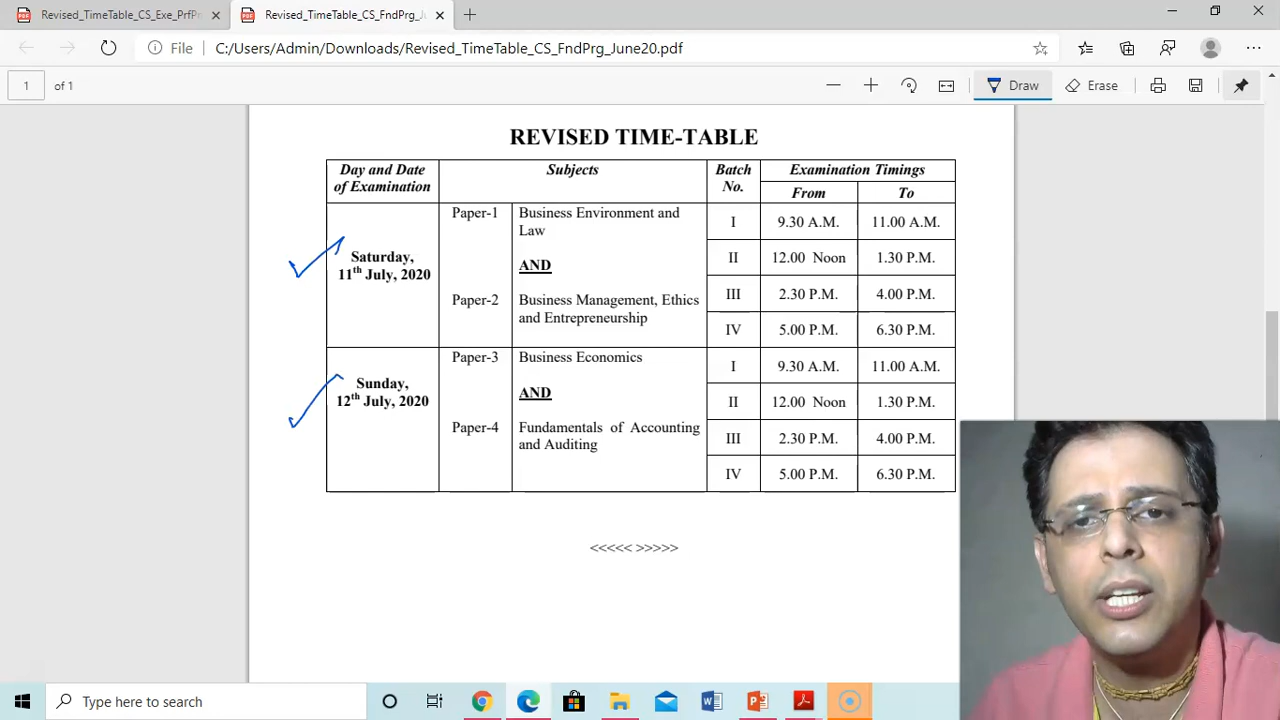 Revised_TimeTable_CS_Exe_PrfPr
Revised_TimeTable_CS_FndPrg_Ju
File C:/Users/Admin/Downloads/Revised_TimeTable_CS_FndPrg_June20.pdf
1 of 1
Draw
Erase
REVISED TIME-TABLE
Day and Date of Examination
Subjects
Batch No.
Examination Timings
From To
Saturday,
11th July, 2020
Paper-1 Business Environment and
Law
AND
Paper-2 Business Management, Ethics
and Entrepreneurship
I 9.30 A.M. 11.00 A.M.
II 12.00 Noon 1.30 P.M.
III 2.30 P.M. 4.00 P.M.
IV 5.00 P.M. 6.30 P.M.
Sunday,
12th July, 2020
Paper-3 Business Economics
AND
Paper-4 Fundamentals of Accounting
and Auditing
I 9.30 A.M. 11.00 A.M.
II 12.00 Noon 1.30 P.M.
III 2.30 P.M. 4.00 P.M.
IV 5.00 P.M. 6.30 P.M.
<<<<< >>>>>
Type here to search